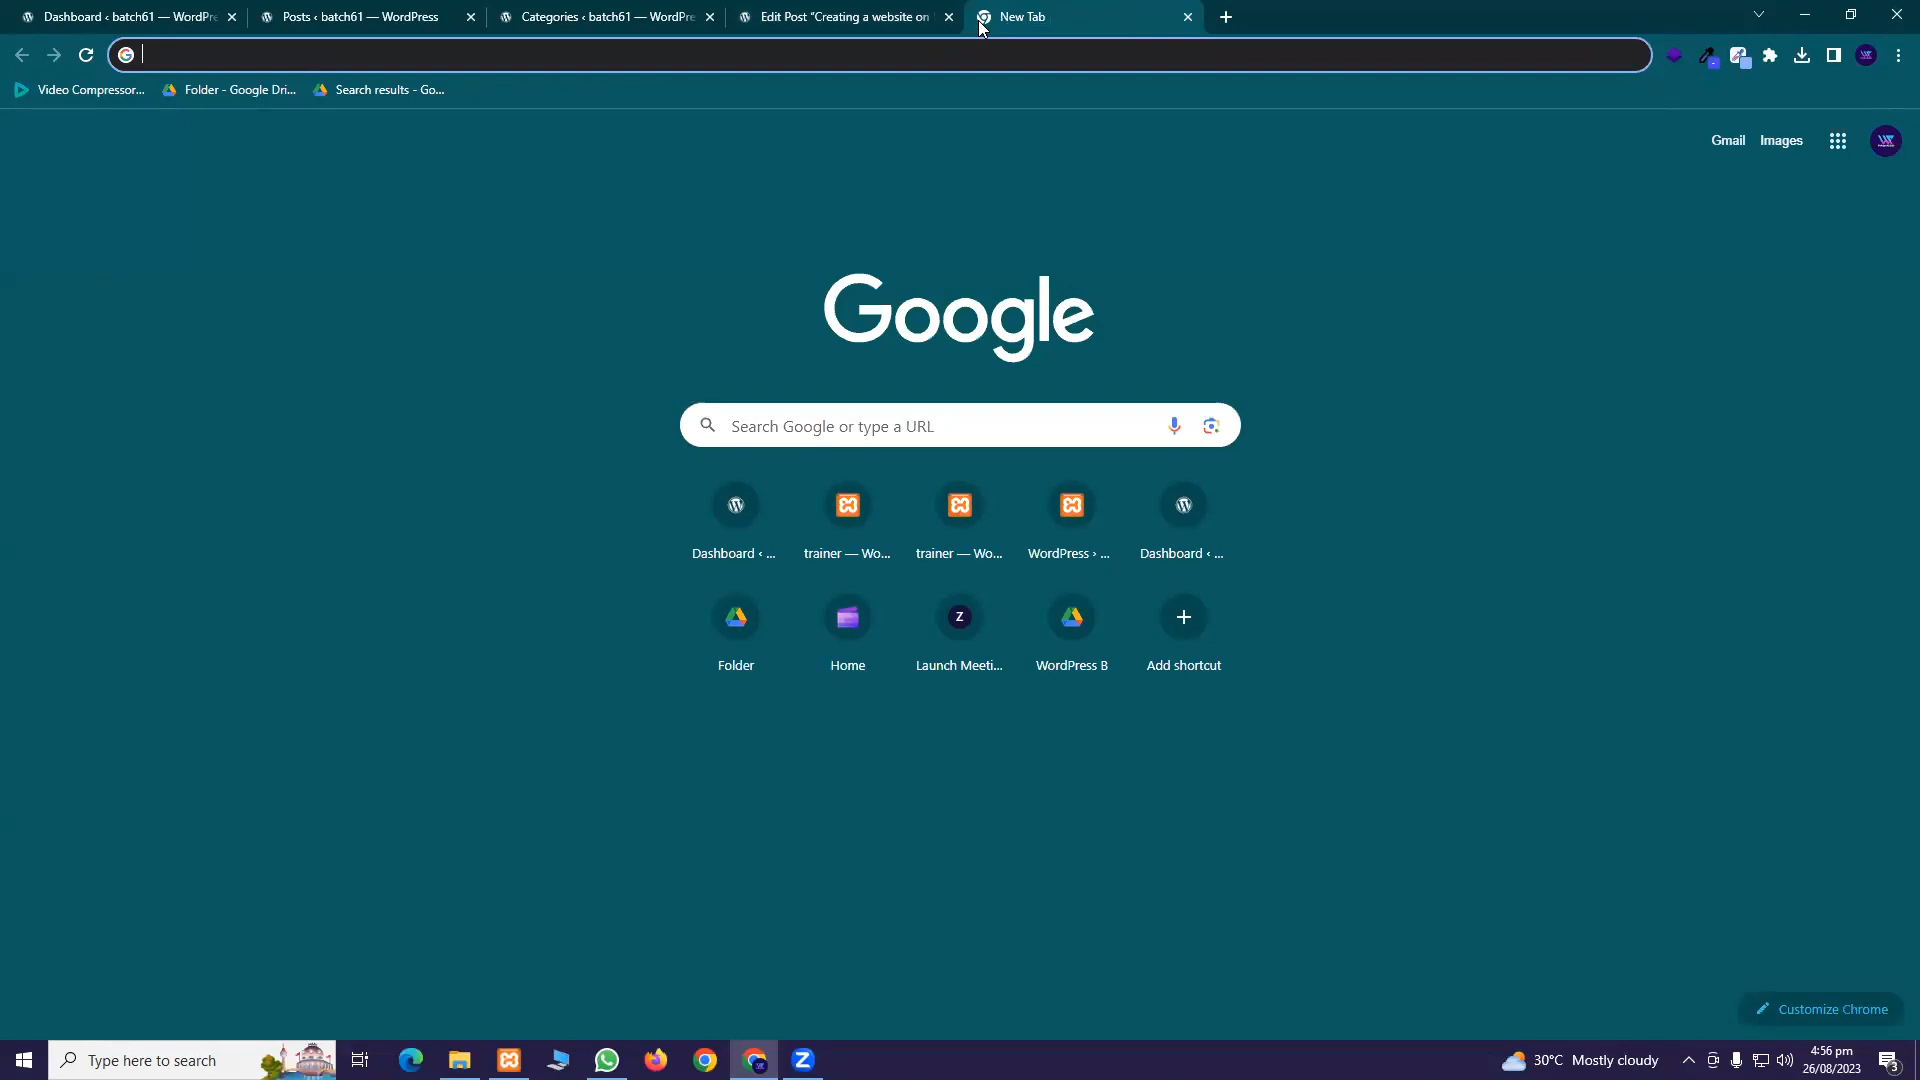 Dashboard ‹ batch61 — WordPre
Posts ‹ batch61 — WordPress
Categories ‹ batch61 — WordPre
Edit Post “Creating a website on
New Tab
Video Compressor...
Folder - Google Dri...
Search results - Go...
Gmail
Images
Google
Search Google or type a URL
Dashboard ‹ ...
trainer — Wo...
trainer — Wo...
WordPress › ...
Dashboard ‹ ...
Folder
Home
Z
Launch Meeti...
WordPress B
Add shortcut
Customize Chrome
Type here to search
Z
30°C Mostly cloudy
4:56 pm
26/08/2023
3